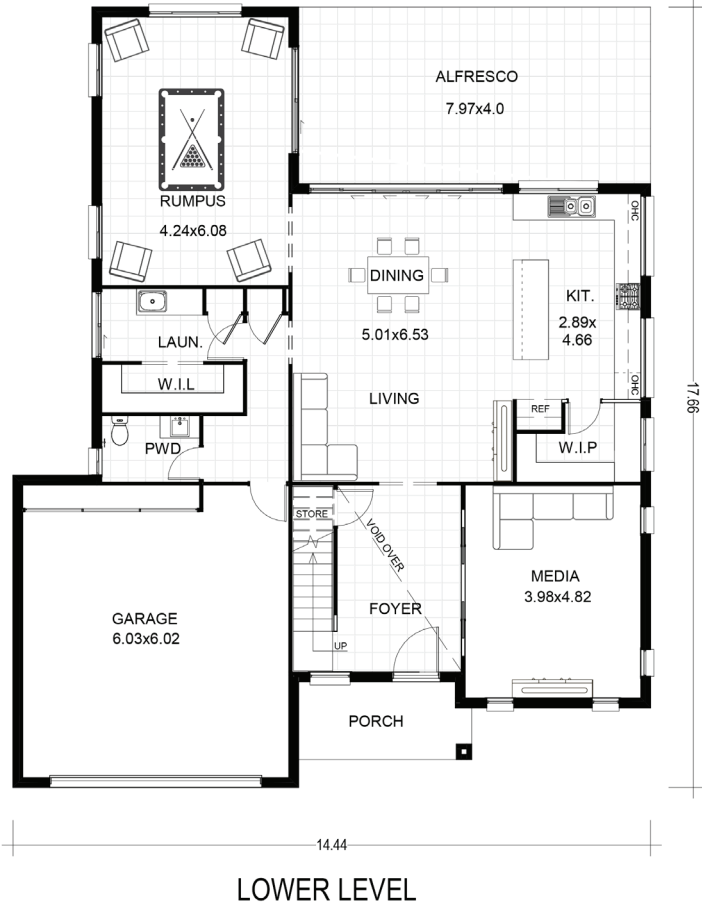 ALFRESCO
7.97x4.0
RUMPUS
4.24x6.08
OHC
DINING
KIT.
2.89x
4.66
5.01x6.53
LAUN.
W.I.L
LIVING
OHC
REF
17.66
PWD
W.I.P
STORE
VOID OVER
MEDIA
3.98x4.82
GARAGE
6.03x6.02
FOYER
UP
PORCH
14.44
LOWER LEVEL